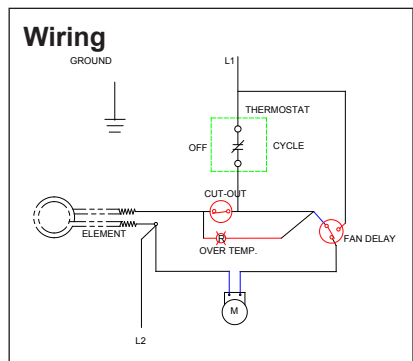 Wiring
GROUND
L1
THERMOSTAT
OFF
CYCLE
CUT-OUT
ELEMENT
R
OVER TEMP.
FAN DELAY
M
L2